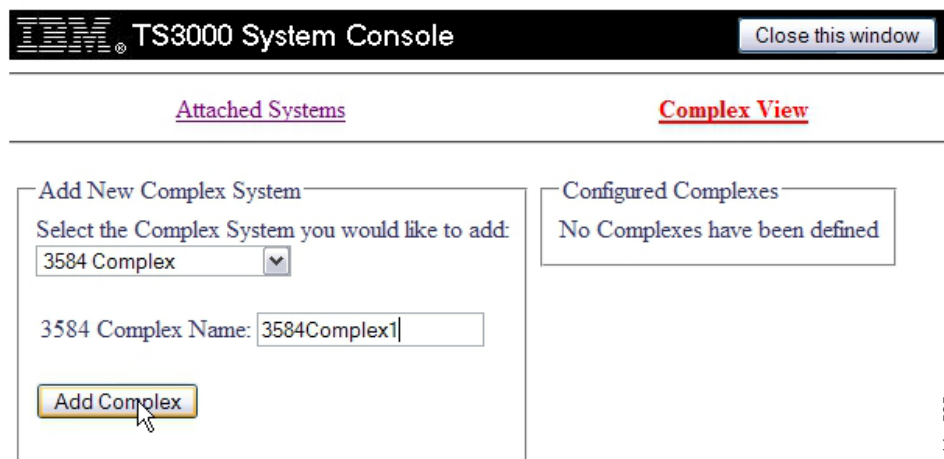 IBM® TS3000 System Console
Close this window
Attached Systems
Complex View
Add New Complex System
Select the Complex System you would like to add:
3584 Complex
3584 Complex Name: 3584Complex1
Add Complex
Configured Complexes
No Complexes have been defined